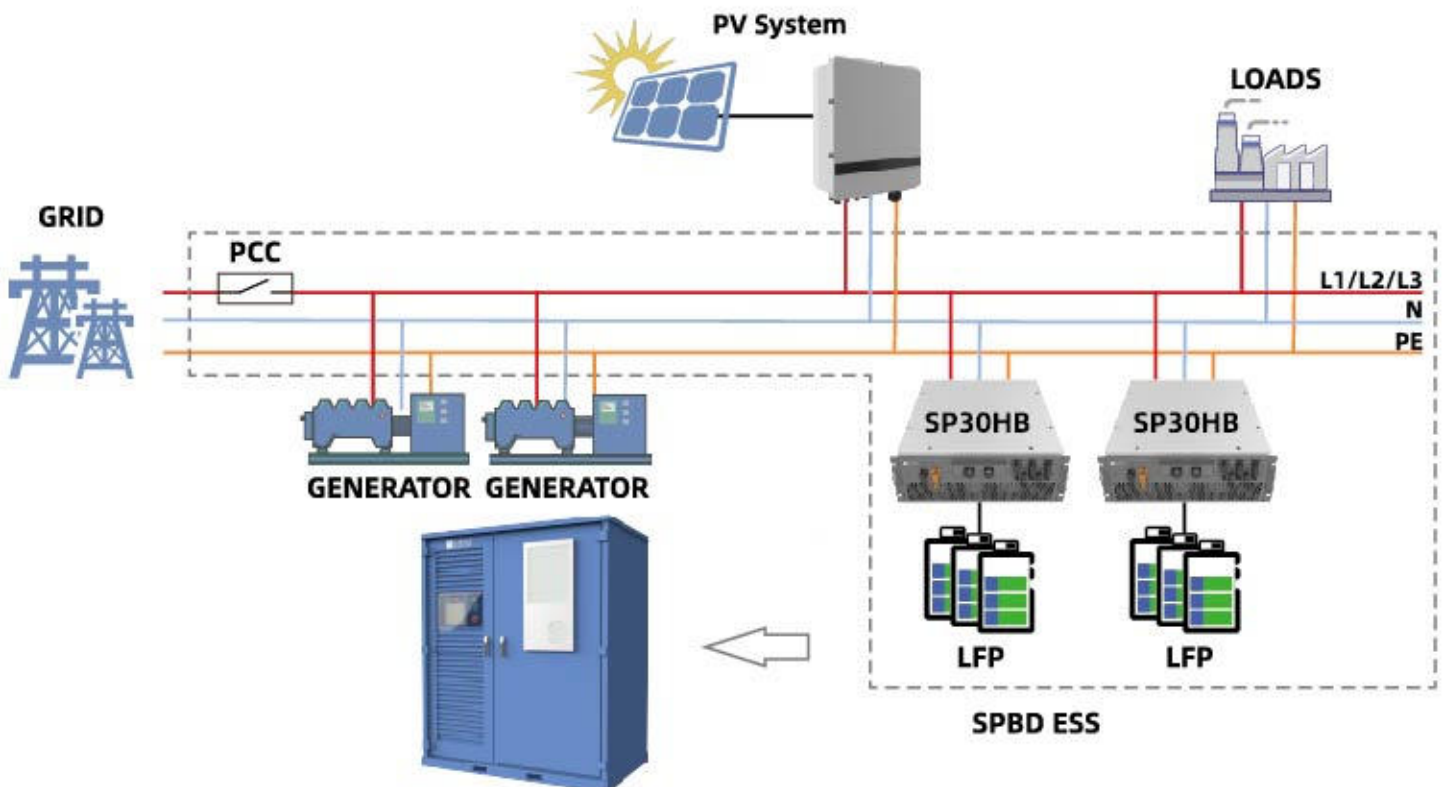 PV System
LOADS
GRID
PCC
L1/L2/L3
N
PE
SP30HB
SP30HB
GENERATOR
GENERATOR
LFP
LFP
SPBD ESS